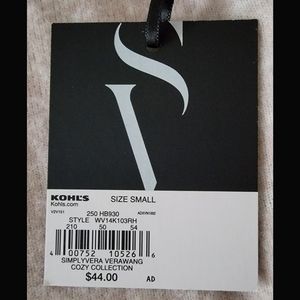 SV
KOHL'S SIZE SMALL
Kohls.com
V2V151 250 HB930
STYLE WV14K103RH
210 50 54
4 00752 10526 6
SIMPLYVERA VERAWANG
COZY COLLECTION
$44.00 AD